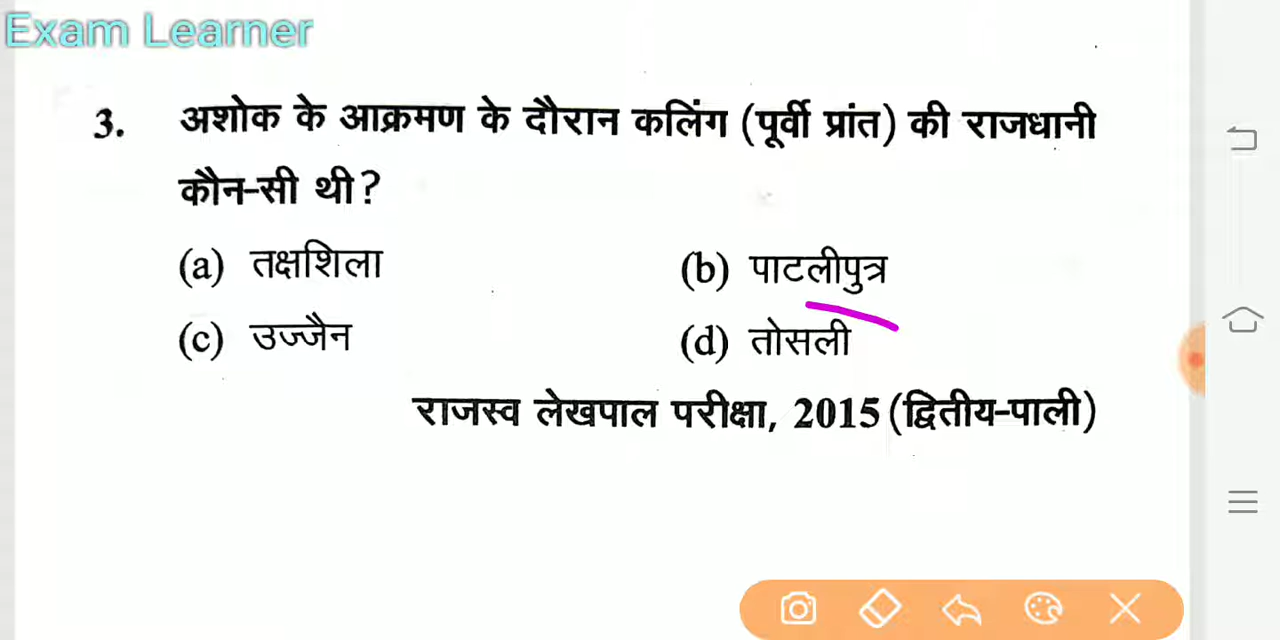 Exam Learner
3. अशोक के आक्रमण के दौरान कलिंग (पूर्वी प्रांत) की राजधानी
कौन-सी थी?
(a) तक्षशिला (b) पाटलीपुत्र
(c) उज्जैन (d) तोसली
राजस्व लेखपाल परीक्षा, 2015 (द्वितीय-पाली)